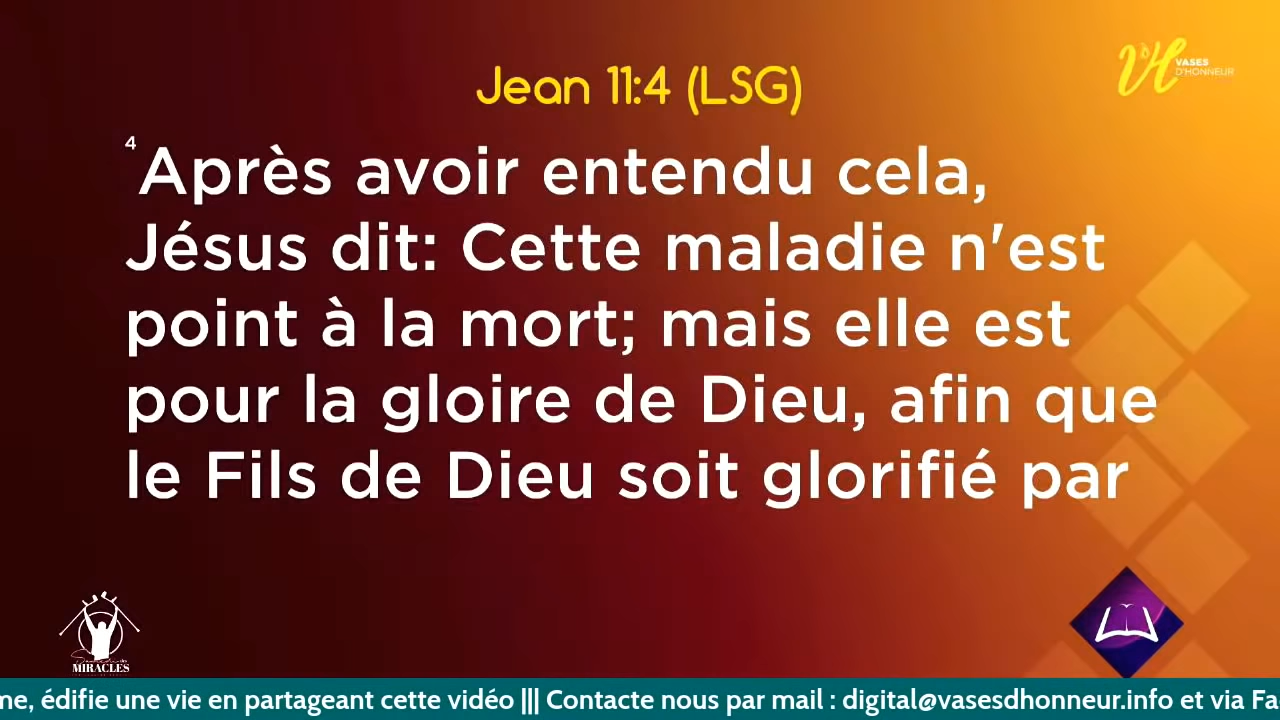 Jean 11:4 (LSG)
VASES
D'HONNEUR
4 Après avoir entendu cela,
Jésus dit: Cette maladie n'est
point à la mort; mais elle est
pour la gloire de Dieu, afin que
le Fils de Dieu soit glorifié par
MIRACLES
me, édifie une vie en partageant cette vidéo ||| Contacte nous par mail : digital@vasesdhonneur.info et via Fa